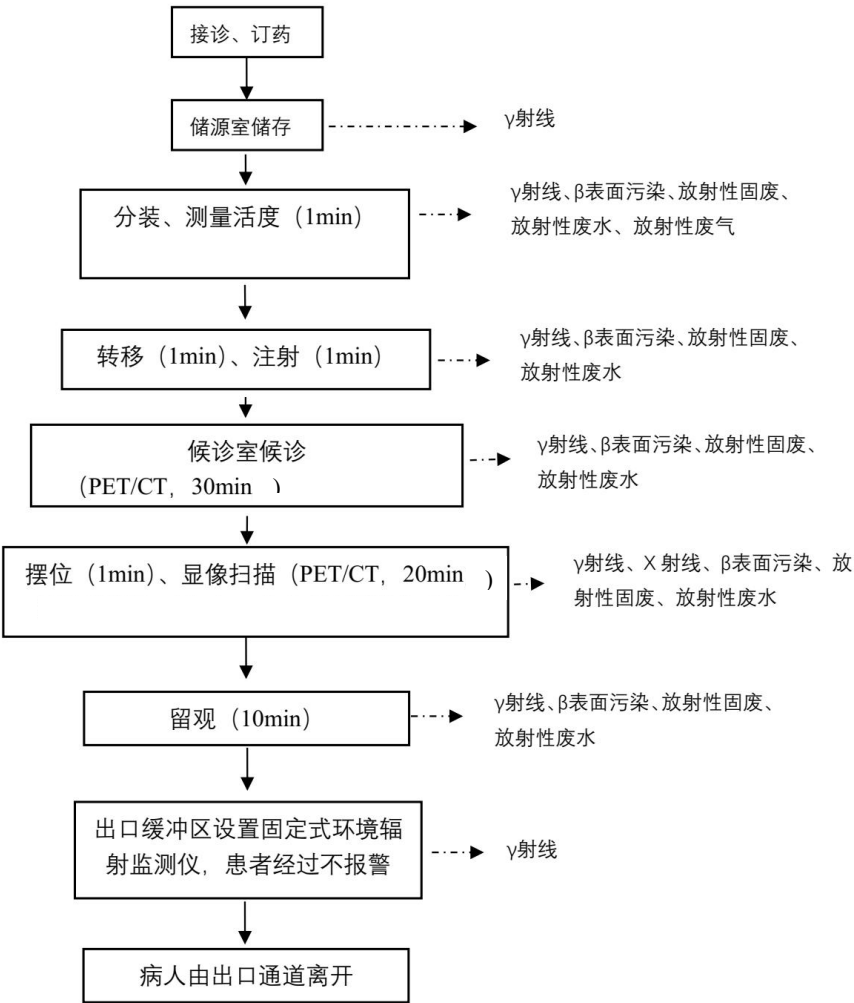 接诊、订药
储源室储存
γ射线
分装、测量活度（1min）
γ射线、β表面污染、放射性固废、
放射性废水、放射性废气
转移（1min）、注射（1min）
γ射线、β表面污染、放射性固废、
放射性废水
候诊室候诊
（PET/CT，30min ）
γ射线、β表面污染、放射性固废、
放射性废水
摆位（1min）、显像扫描（PET/CT，20min ）
γ射线、X 射线、β表面污染、放
射性固废、放射性废水
留观（10min）
γ射线、β表面污染、放射性固废、
放射性废水
出口缓冲区设置固定式环境辐
射监测仪，患者经过不报警
γ射线
病人由出口通道离开